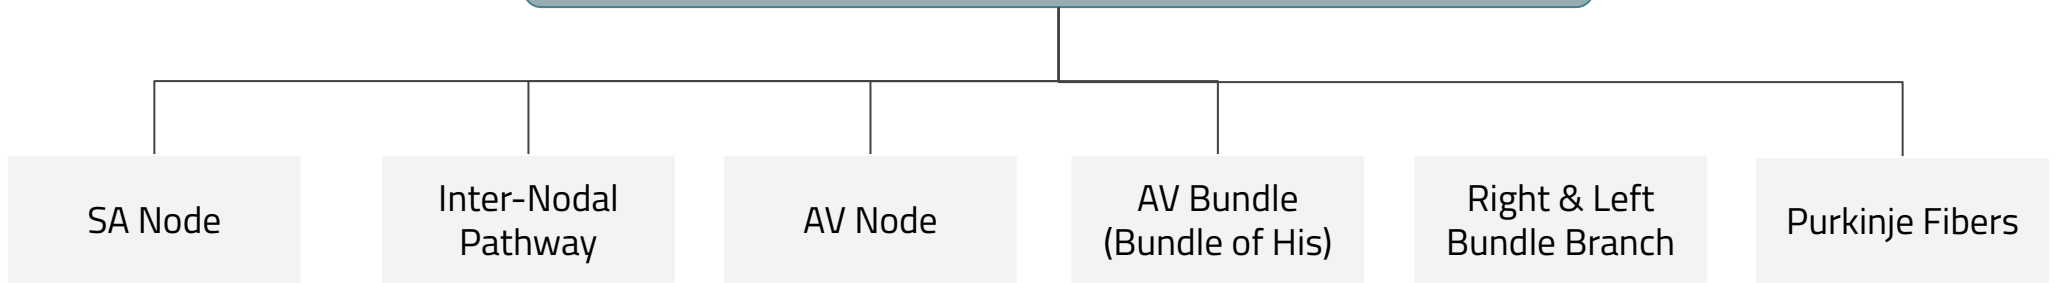 SA Node
Inter-Nodal
Pathway
AV Node
AV Bundle
(Bundle of His)
Right & Left
Bundle Branch
Purkinje Fibers